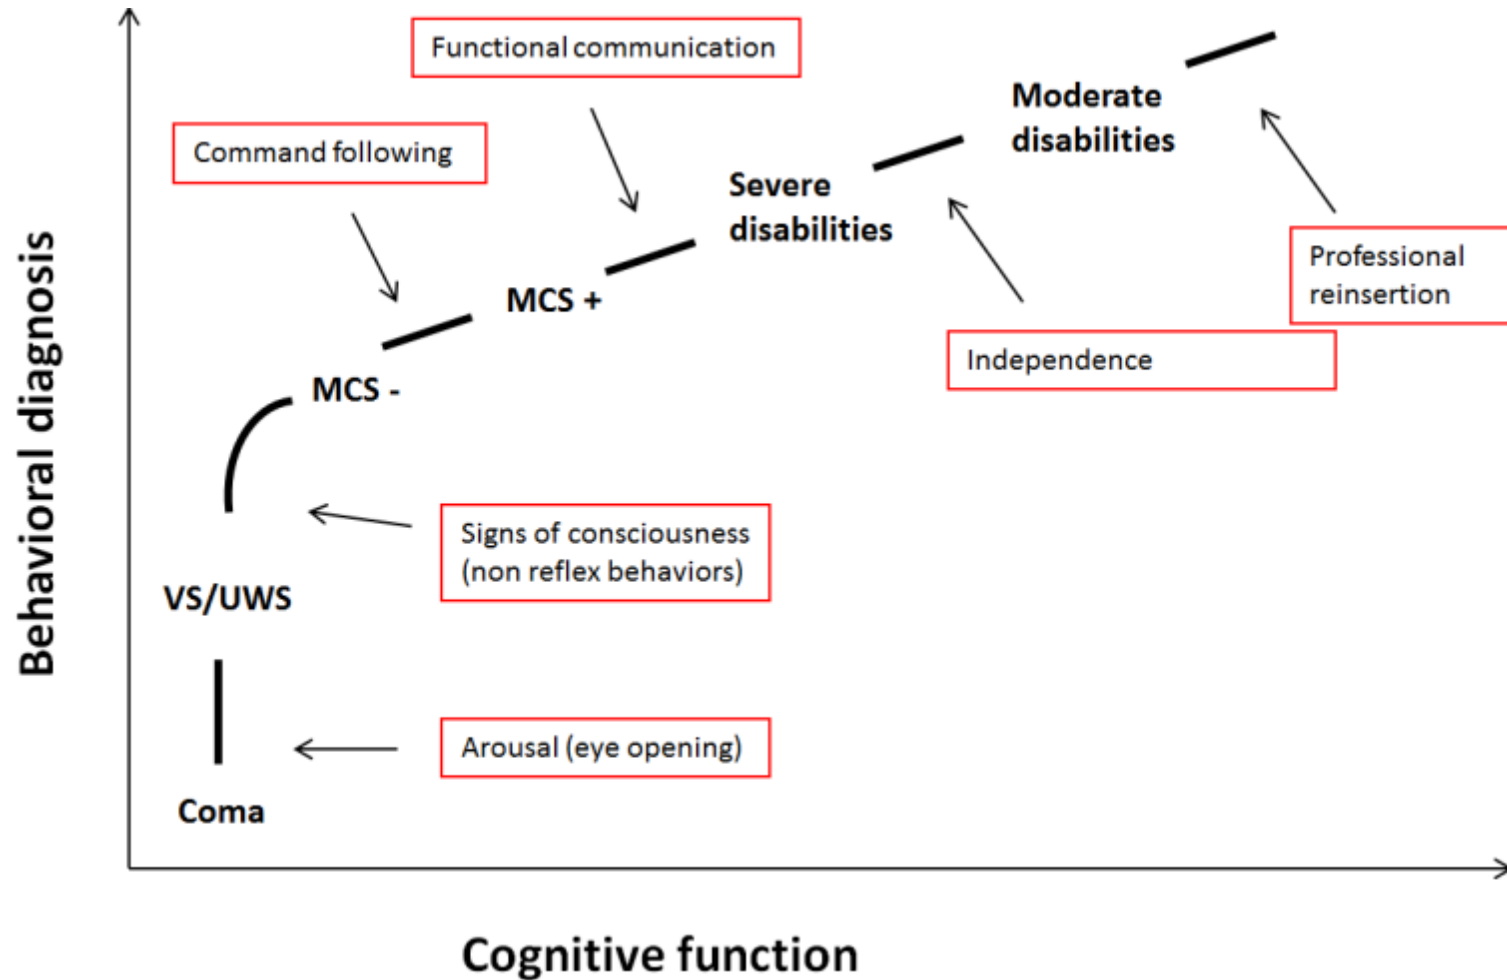 Functional communication
Moderate
disabilities
Command following
Severe
disabilities
Professional
reinsertion
MCS +
Independence
MCS -
Behavioral diagnosis
Signs of consciousness
(non reflex behaviors)
VS/UWS
Arousal (eye opening)
Coma
Cognitive function